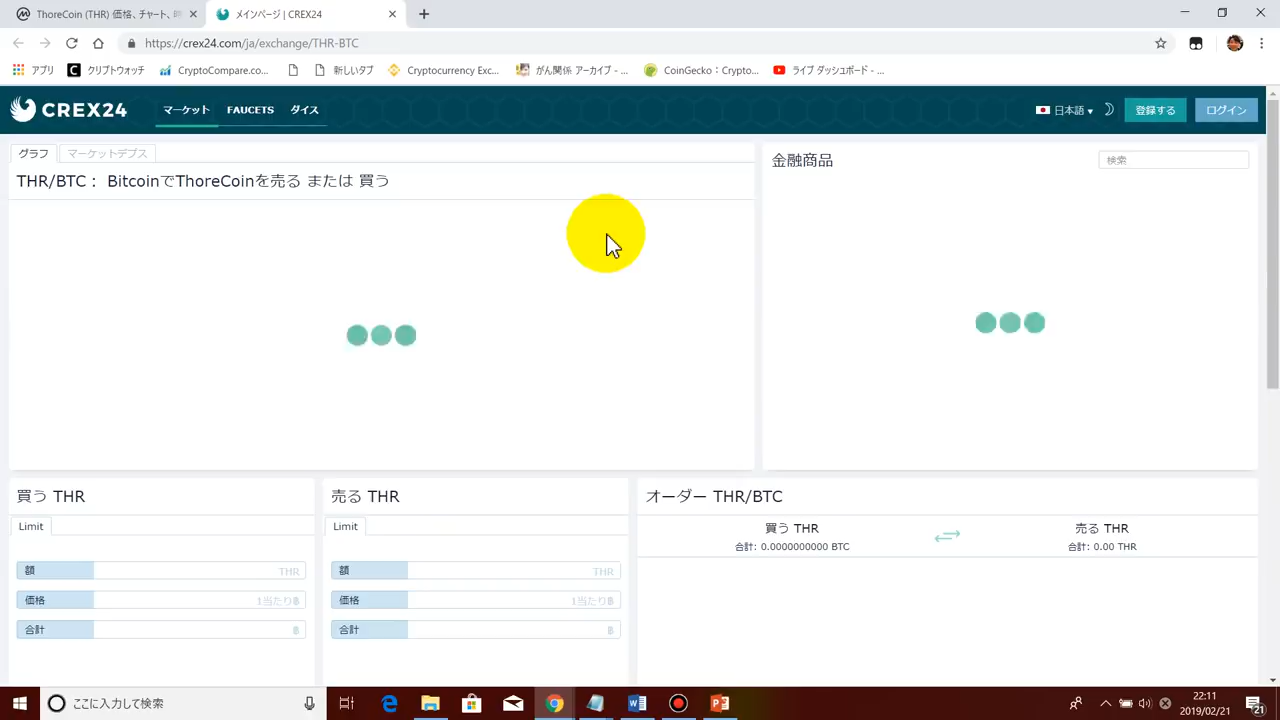 ThoreCoin (THR) 価格、チャート、時
メインページ | CREX24
https://crex24.com/ja/exchange/THR-BTC
アプリ
クリプトウォッチ
CryptoCompare.co...
新しいタブ
Cryptocurrency Exc...
がん関係 アーカイブ - ...
CoinGecko：Crypto...
ライブ ダッシュボード - ...
CREX24
マーケット
FAUCETS
ダイス
日本語
登録する
ログイン
グラフ
マーケットデプス
THR/BTC： BitcoinでThoreCoinを売る または 買う
金融商品
検索
買う THR
Limit
額
THR
価格
1当たりB
合計
B
売る THR
Limit
額
THR
価格
1当たりB
合計
B
オーダー THR/BTC
買う THR
合計: 0.0000000000 BTC
売る THR
合計: 0.00 THR
ここに入力して検索
22:11
2019/02/21
21